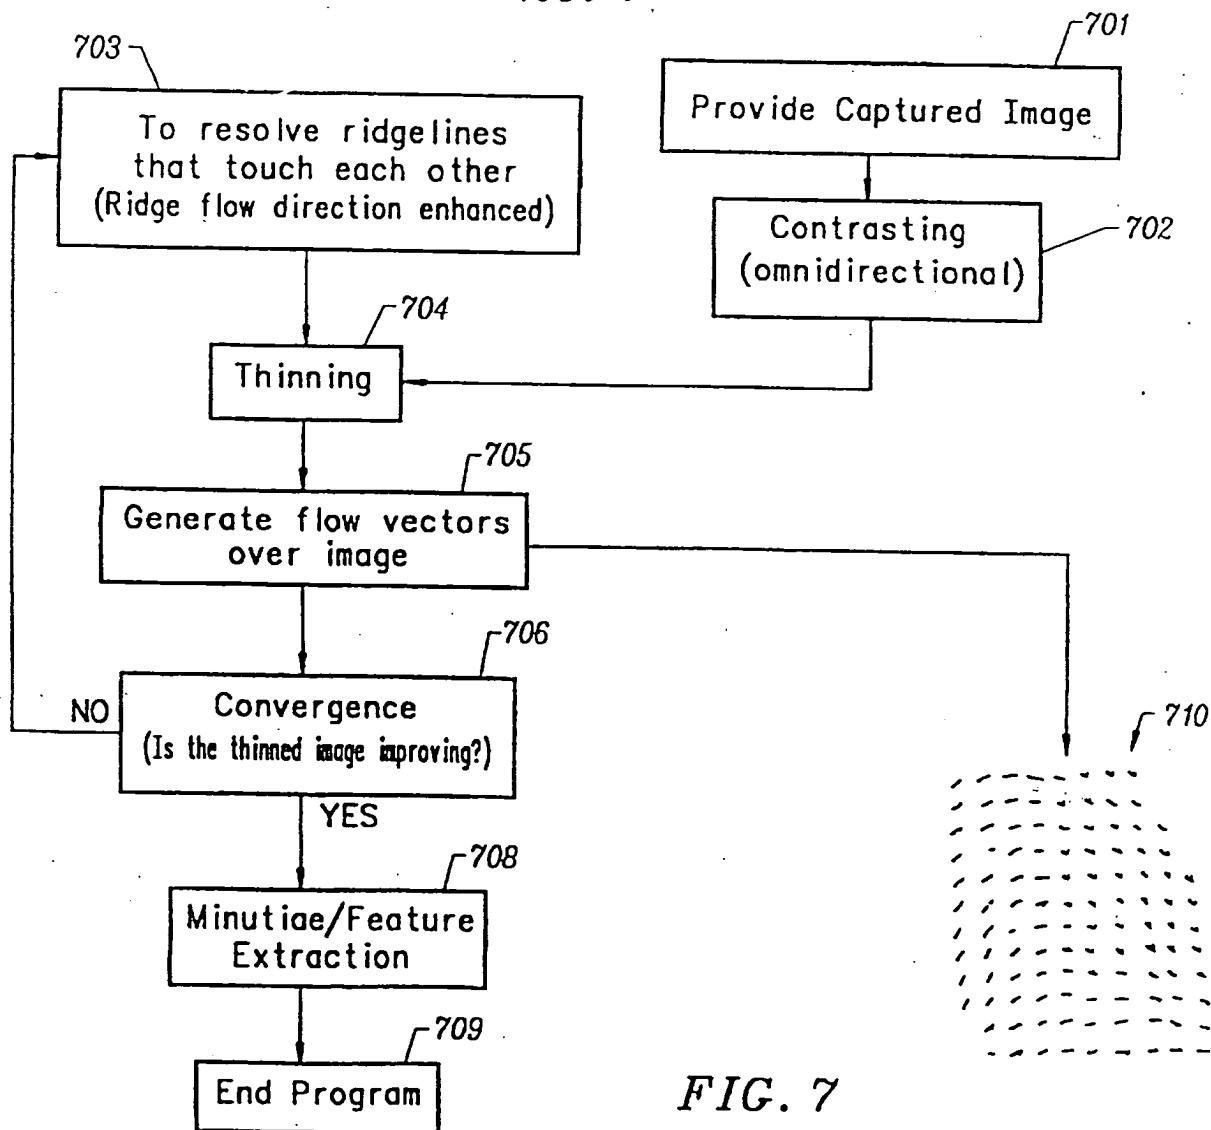 701
Provide Captured Image
702
Contrasting
(omnidirectional)
703
To resolve ridgelines
that touch each other
(Ridge flow direction enhanced)
704
Thinning
705
Generate flow vectors
over image
706
Convergence
(Is the thinned image improving?)
NO
YES
708
Minutiae/Feature
Extraction
709
End Program
710
FIG. 7